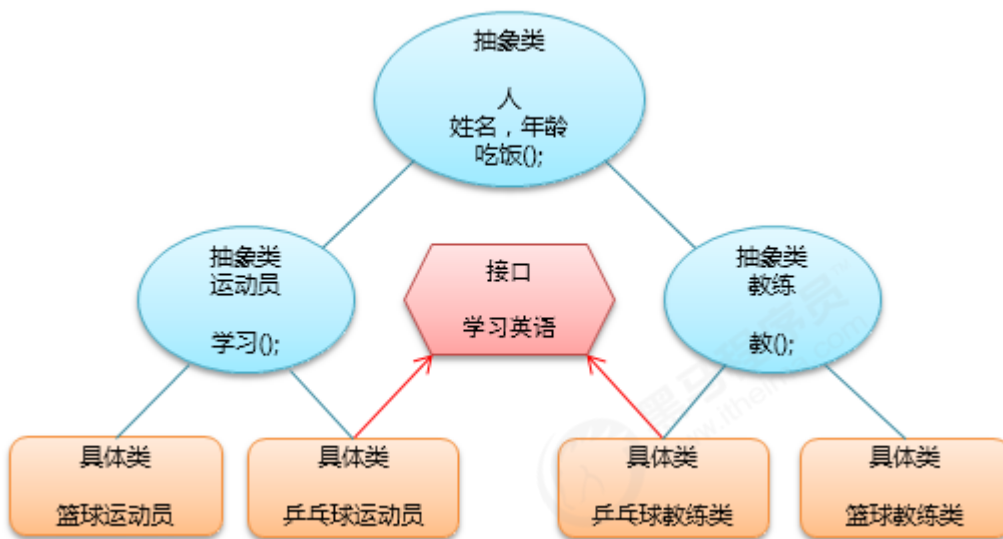 抽象类
人
姓名，年龄
吃饭();
抽象类
运动员
学习();
接口
学习英语
抽象类
教练
教();
具体类
篮球运动员
具体类
乒乓球运动员
具体类
乒乓球教练类
具体类
篮球教练类